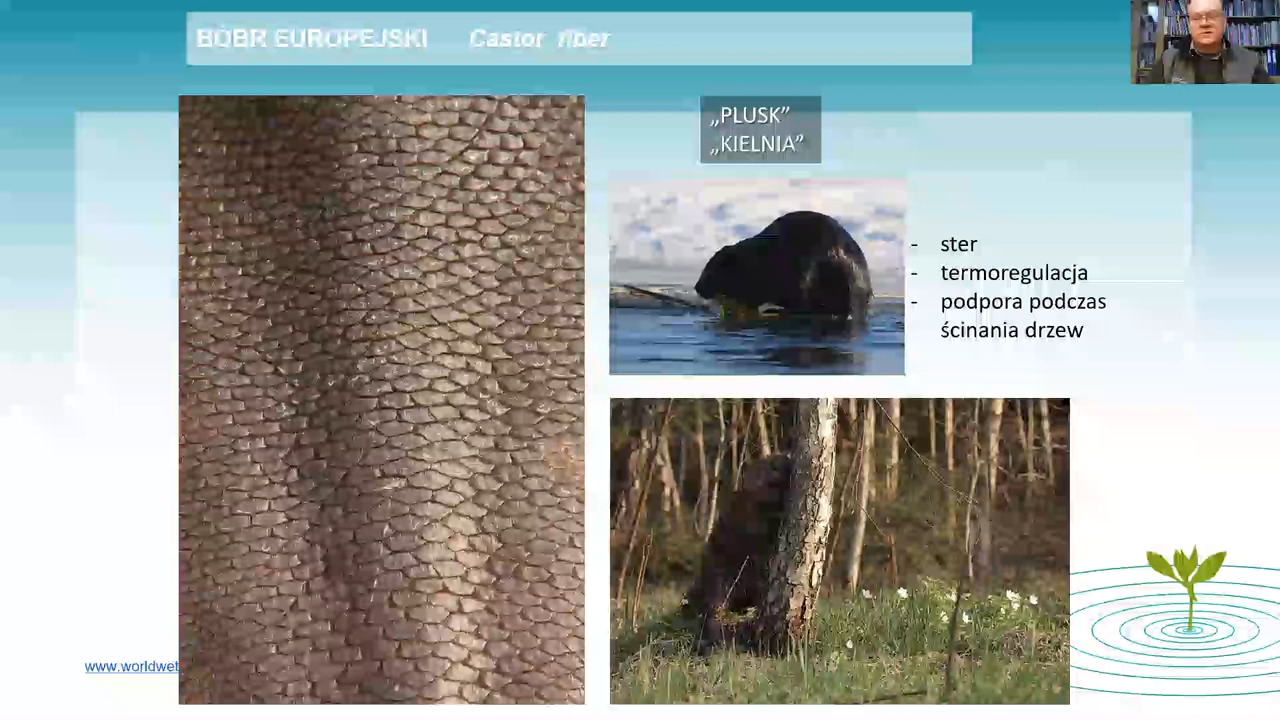 BÓBR EUROPEJSKI Castor fiber
„PLUSK”
„KIELNIA”
- ster
- termoregulacja
- podpora podczas
ścinania drzew
www.worldwet